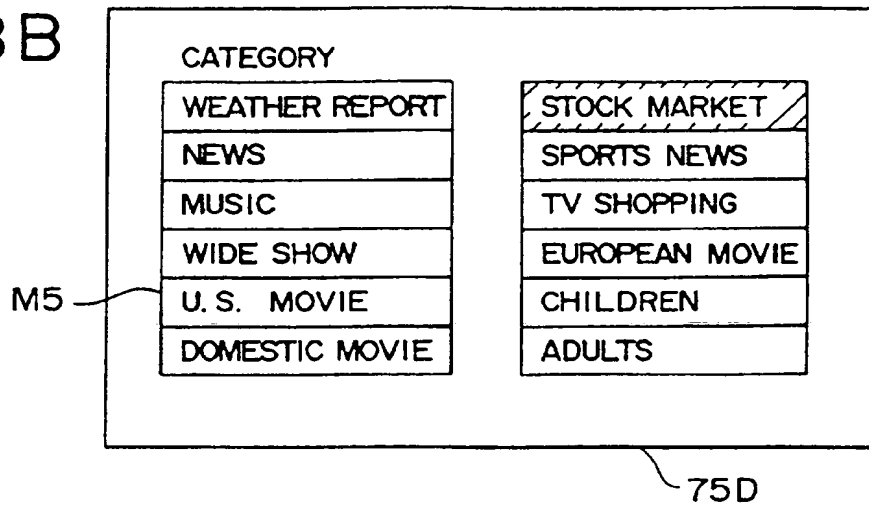 BB
CATEGORY
WEATHER REPORT
NEWS
MUSIC
WIDE SHOW
U.S. MOVIE
DOMESTIC MOVIE
STOCK MARKET
SPORTS NEWS
TV SHOPPING
EUROPEAN MOVIE
CHILDREN
ADULTS
M5
75D